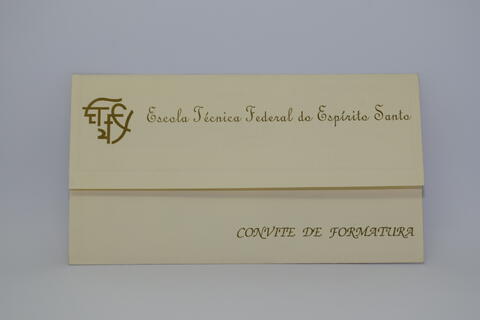 Escola Técnica Federal do Espírito Santo
CONVITE DE FORMATURA